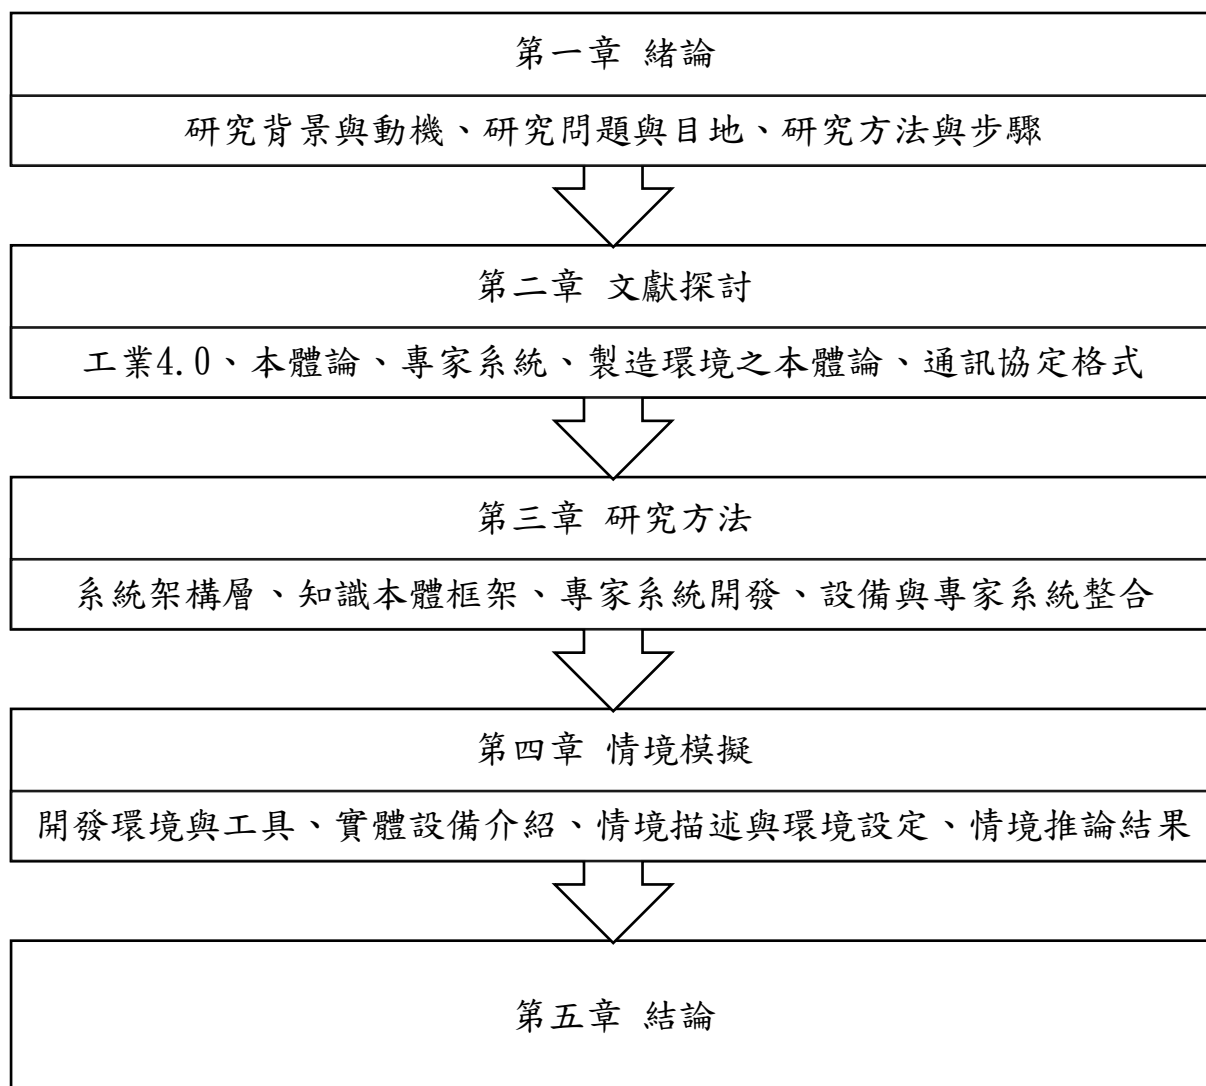 第一章 緒論
研究背景與動機、研究問題與目地、研究方法與步驟
第二章 文獻探討
工業4.0、本體論、專家系統、製造環境之本體論、通訊協定格式
第三章 研究方法
系統架構層、知識本體框架、專家系統開發、設備與專家系統整合
第四章 情境模擬
開發環境與工具、實體設備介紹、情境描述與環境設定、情境推論結果
第五章 結論